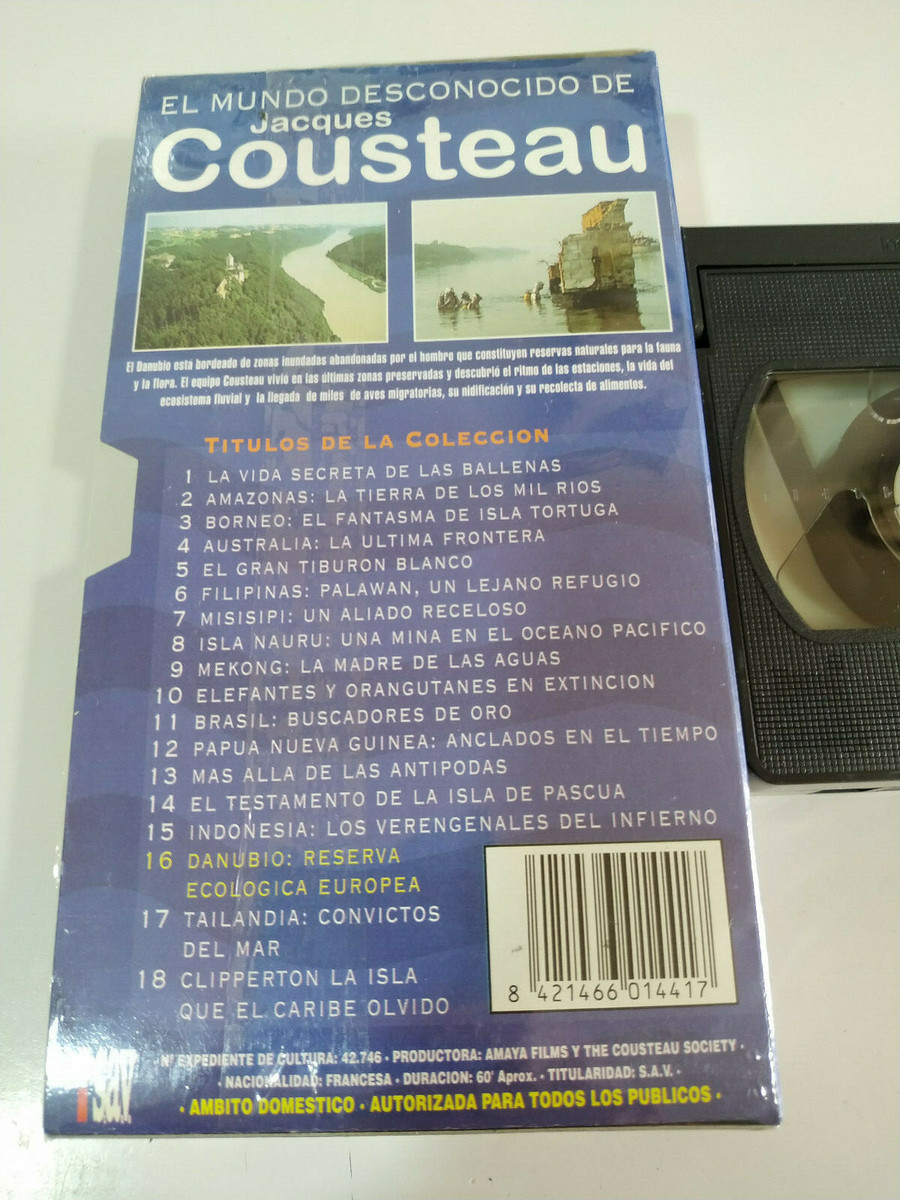 EL MUNDO DESCONOCIDO DE
Jacques
Cousteau
El Danubio está bordeado de zonas inundadas abandonadas por el hombre que constituyen reservas naturales para la fauna
y la flora. El equipo Cousteau vivió en las últimas zonas preservadas y descubrió el ritmo de las estaciones, la vida del
ecosistema fluvial y la llegada de miles de aves migratorias, su nidificación y su recolecta de alimentos.
TITULOS DE LA COLECCION
1 LA VIDA SECRETA DE LAS BALLENAS
2 AMAZONAS: LA TIERRA DE LOS MIL RIOS
3 BORNEO: EL FANTASMA DE ISLA TORTUGA
4 AUSTRALIA: LA ULTIMA FRONTERA
5 EL GRAN TIBURON BLANCO
6 FILIPINAS: PALAWAN, UN LEJANO REFUGIO
7 MISISIPI: UN ALIADO RECELOSO
8 ISLA NAURU: UNA MINA EN EL OCEANO PACIFICO
9 MEKONG: LA MADRE DE LAS AGUAS
10 ELEFANTES Y ORANGUTANES EN EXTINCION
11 BRASIL: BUSCADORES DE ORO
12 PAPUA NUEVA GUINEA: ANCLADOS EN EL TIEMPO
13 MAS ALLA DE LAS ANTIPODAS
14 EL TESTAMENTO DE LA ISLA DE PASCUA
15 INDONESIA: LOS VERENGENALES DEL INFIERNO
16 DANUBIO: RESERVA
ECOLOGICA EUROPEA
17 TAILANDIA: CONVICTOS
DEL MAR
18 CLIPPERTON LA ISLA
QUE EL CARIBE OLVIDO
8 421466 014417
s.a.v.
Nº EXPEDIENTE DE CULTURA: 42.746 · PRODUCTORA: AMAYA FILMS Y THE COUSTEAU SOCIETY ·
· NACIONALIDAD: FRANCESA · DURACION: 60' Aprox. · TITULARIDAD: S.A.V. ·
· AMBITO DOMESTICO · AUTORIZADA PARA TODOS LOS PUBLICOS ·